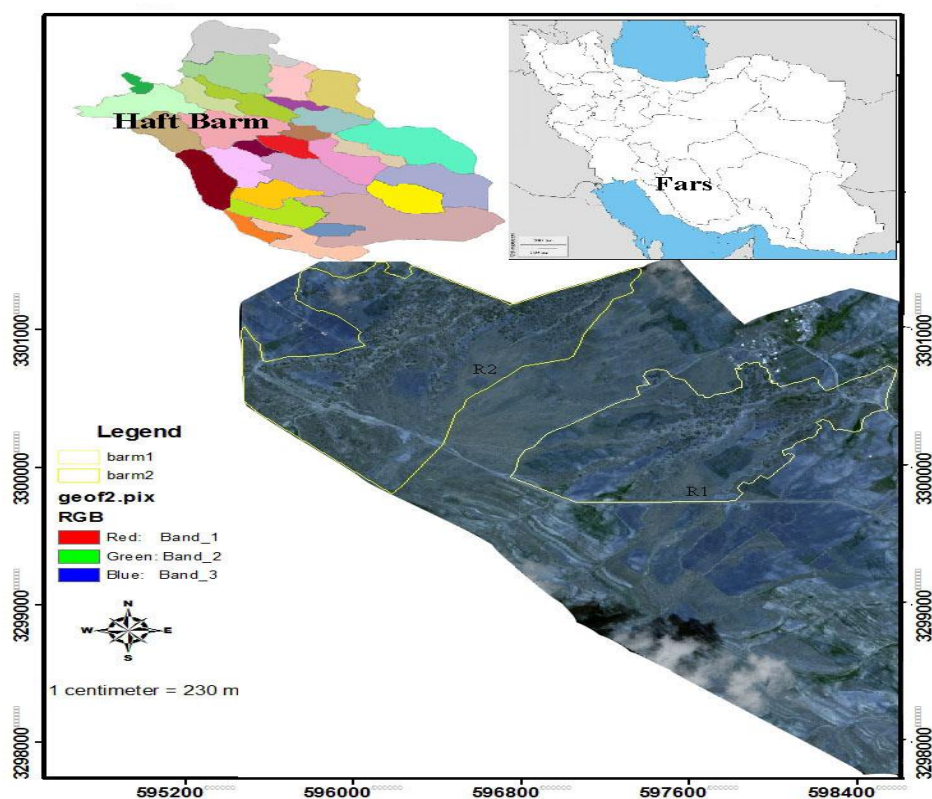 Haft Barm
Fars
3301000
3301000
R2
Legend
barm1
barm2
geof2.pix
RGB
Red: Band_1
Green: Band_2
Blue: Band_3
3300000
3300000
R1
N
W
E
S
3299000
3299000
1 centimeter = 230 m
3298000
3298000
595200
596000
596800
597600
598400